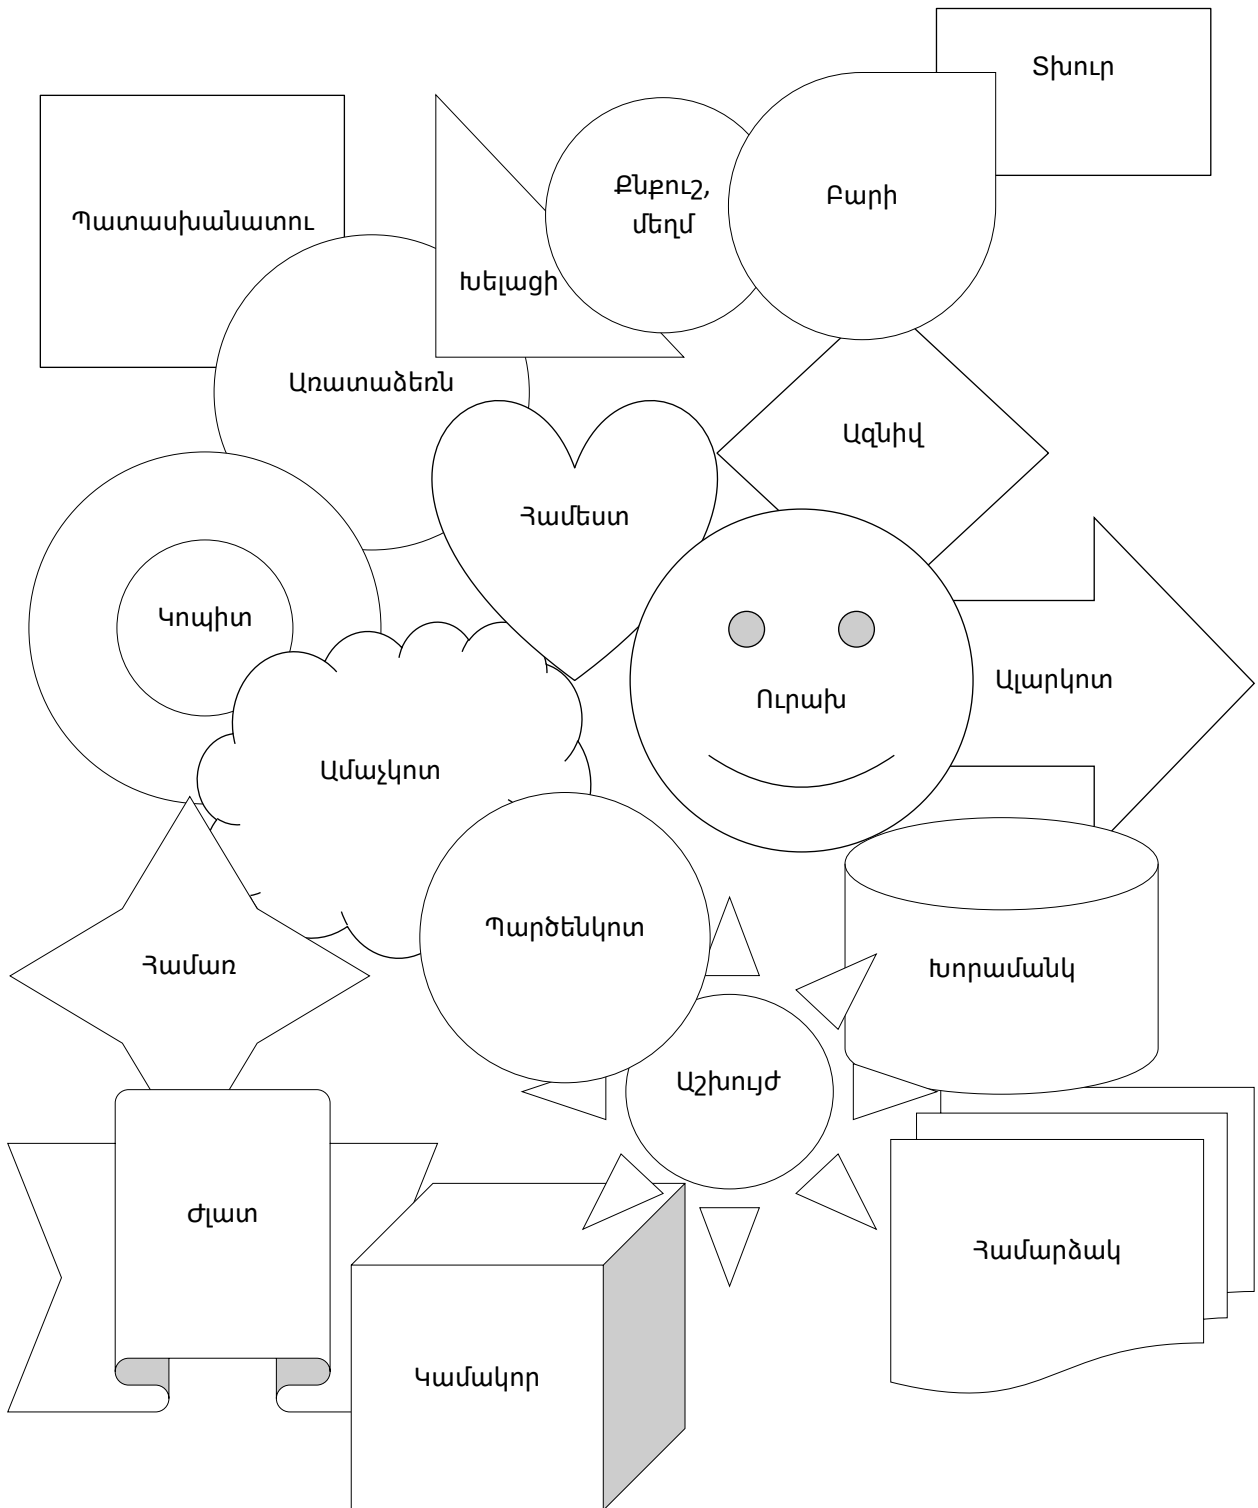 Տխուր
Պատասխանատու
Քնքուշ,
մեղմ
Բարի
Խելացի
Առատաձեռն
Ազնիվ
Համեստ
Կոպիտ
Ալարկոտ
Ուրախ
Ամաչկոտ
Պարծենկոտ
Համառ
Խորամանկ
Աշխույժ
Ժլատ
Համարձակ
Կամակոր